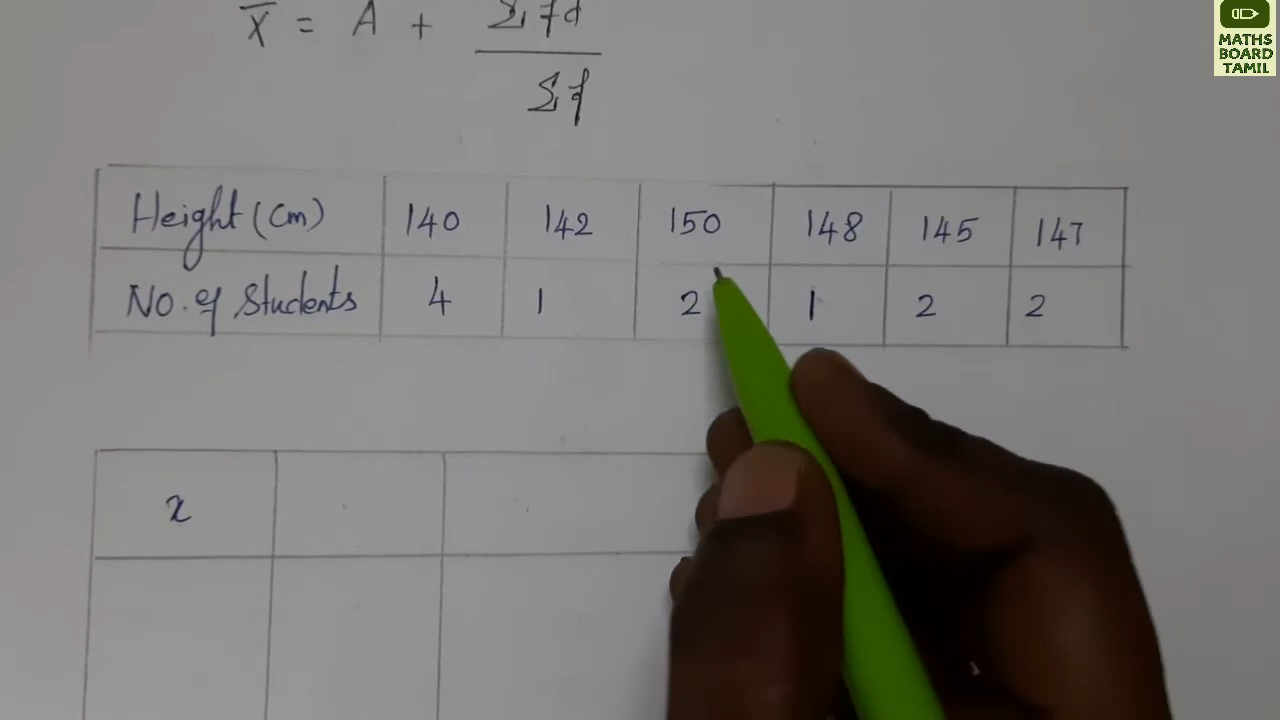 MATHS
BOARD
TAMIL
X̄ = A + Σfd
Σf
Height (Cm) 140 142 150 148 145 147
No. of Students 4 1 2 1 2 2
x